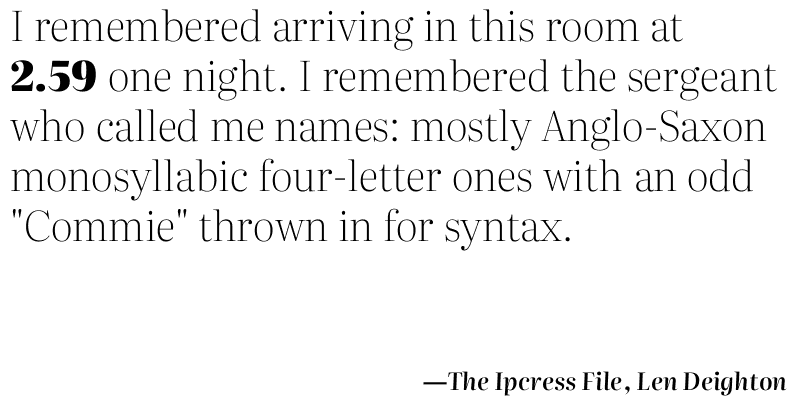 I remembered arriving in this room at
2.59 one night. I remembered the sergeant
who called me names: mostly Anglo-Saxon
monosyllabic four-letter ones with an odd
"Commie" thrown in for syntax.
—The Ipcress File, Len Deighton